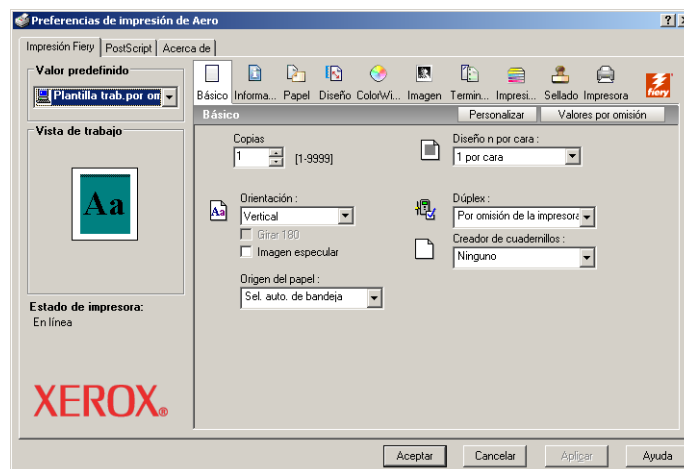 Preferencias de impresión de Aero
Impresión Fiery PostScript Acerca de
Valor predefinido
Plantilla trab.por om
Vista de trabajo
Aa
Estado de impresora:
En línea
XEROX®
Básico Informa... Papel Diseño ColorWi... Imagen Termin... Impresi... Sellado Impresora fiery
Básico Personalizar Valores por omisión
Copias
1 [1-9999]
Orientación :
Vertical
Girar 180
Imagen especular
Origen del papel :
Sel. auto. de bandeja
Diseño n por cara :
1 por cara
Dúplex :
Por omisión de la impresora
Creador de cuadernillos :
Ninguno
Aceptar Cancelar Aplicar Ayuda